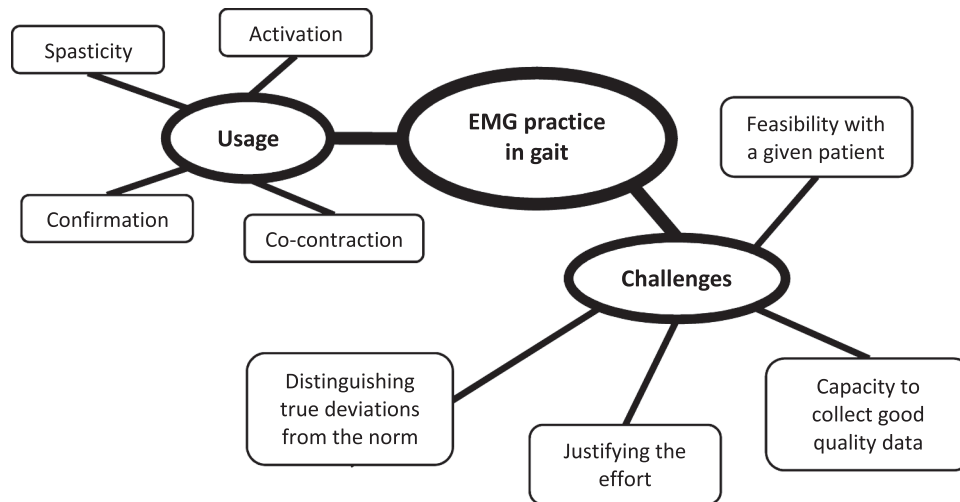 Spasticity
Activation
Usage
Confirmation
Co-contraction
EMG practice
in gait
Feasibility with
a given patient
Challenges
Distinguishing
true deviations
from the norm
Justifying the
effort
Capacity to
collect good
quality data